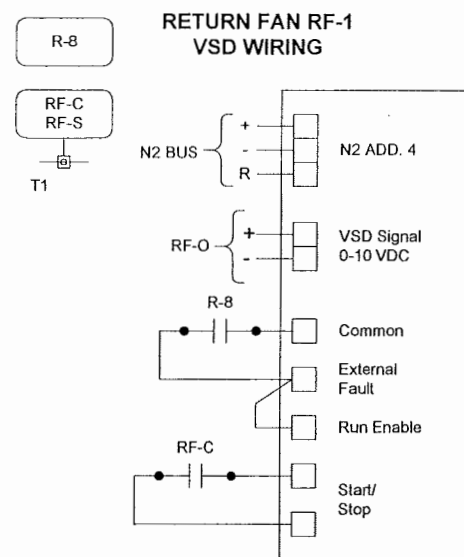 RETURN FAN RF-1
VSD WIRING
R-8
RF-C
RF-S
T1
N2 BUS
+
-
R
N2 ADD. 4
RF-O
+
-
VSD Signal
0-10 VDC
R-8
Common
External
Fault
Run Enable
RF-C
Start/
Stop